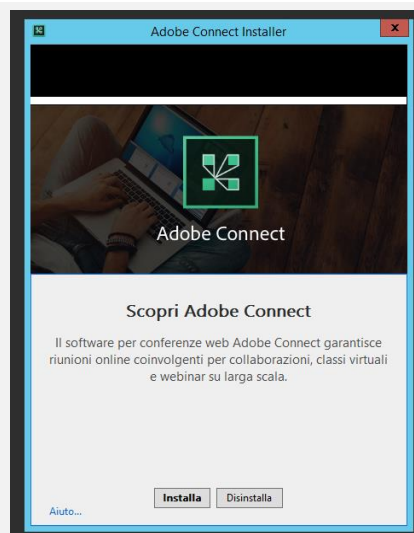 Adobe Connect Installer
x
Adobe Connect
Scopri Adobe Connect
Il software per conferenze web Adobe Connect garantisce
riunioni online coinvolgenti per collaborazioni, classi virtuali
e webinar su larga scala.
Installa Disinstalla
Aiuto...